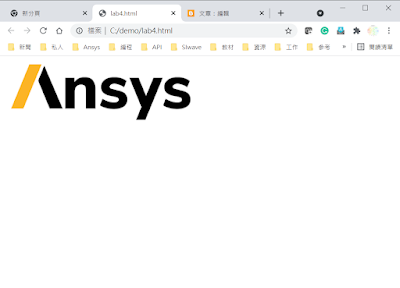 新分頁
lab4.html
文章：編輯
檔案 | C:/demo/lab4.html
新聞 私人 Ansys 編程 API SIwave 教材 資源 工作 參考 » 閱讀清單
Ansys